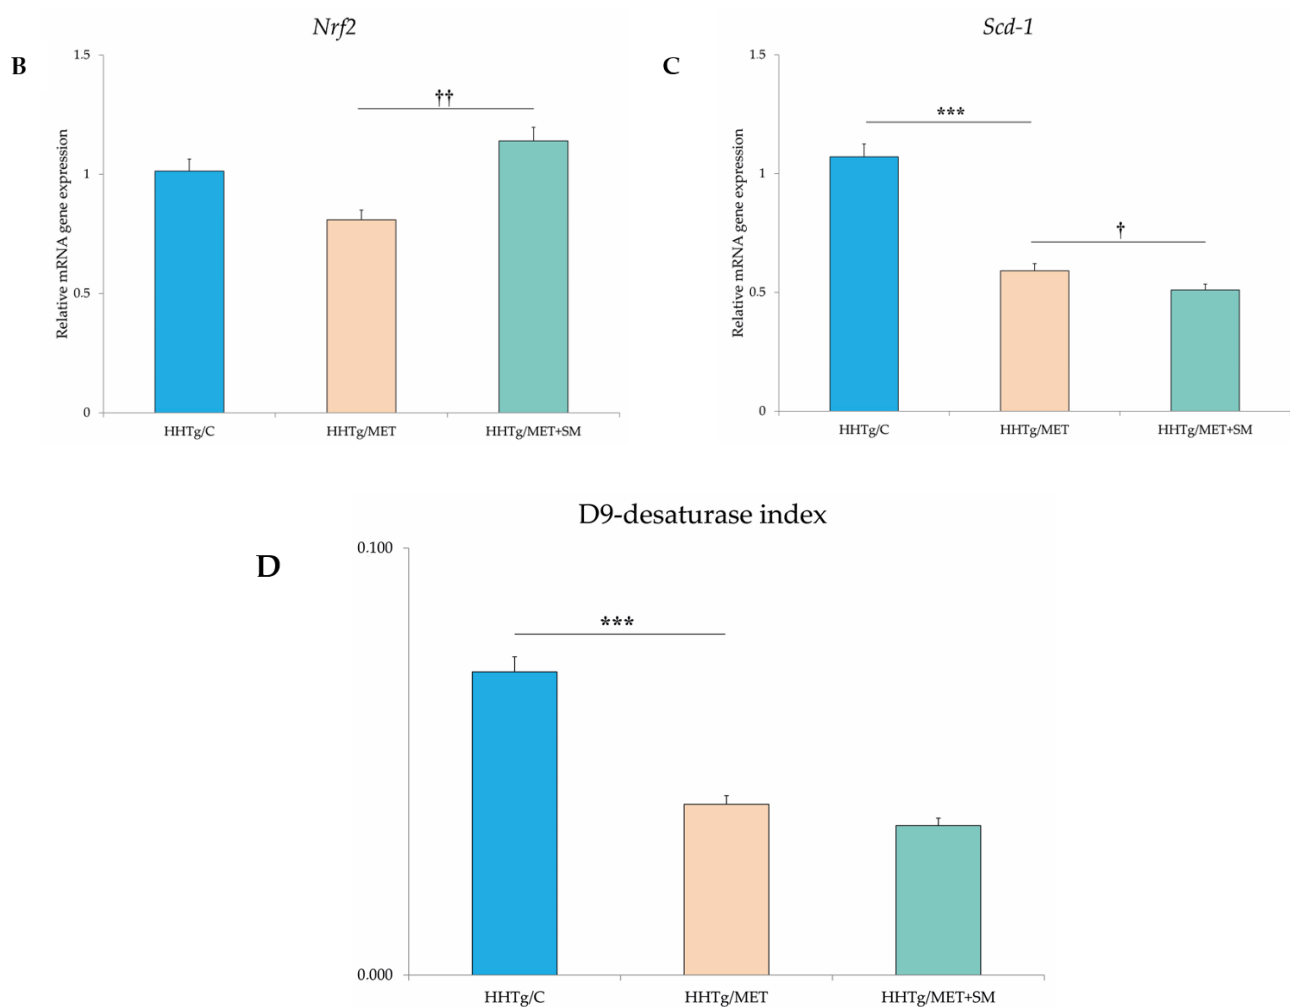 Nrf2
B
1.5
††
1
0.5
0
Relative mRNA gene expression
HHTg/C
HHTg/MET
HHTg/MET+SM
Scd-1
C
1.5
***
1
†
0.5
0
Relative mRNA gene expression
HHTg/C
HHTg/MET
HHTg/MET+SM
D9-desaturase index
D
0.100
***
0.000
HHTg/C
HHTg/MET
HHTg/MET+SM